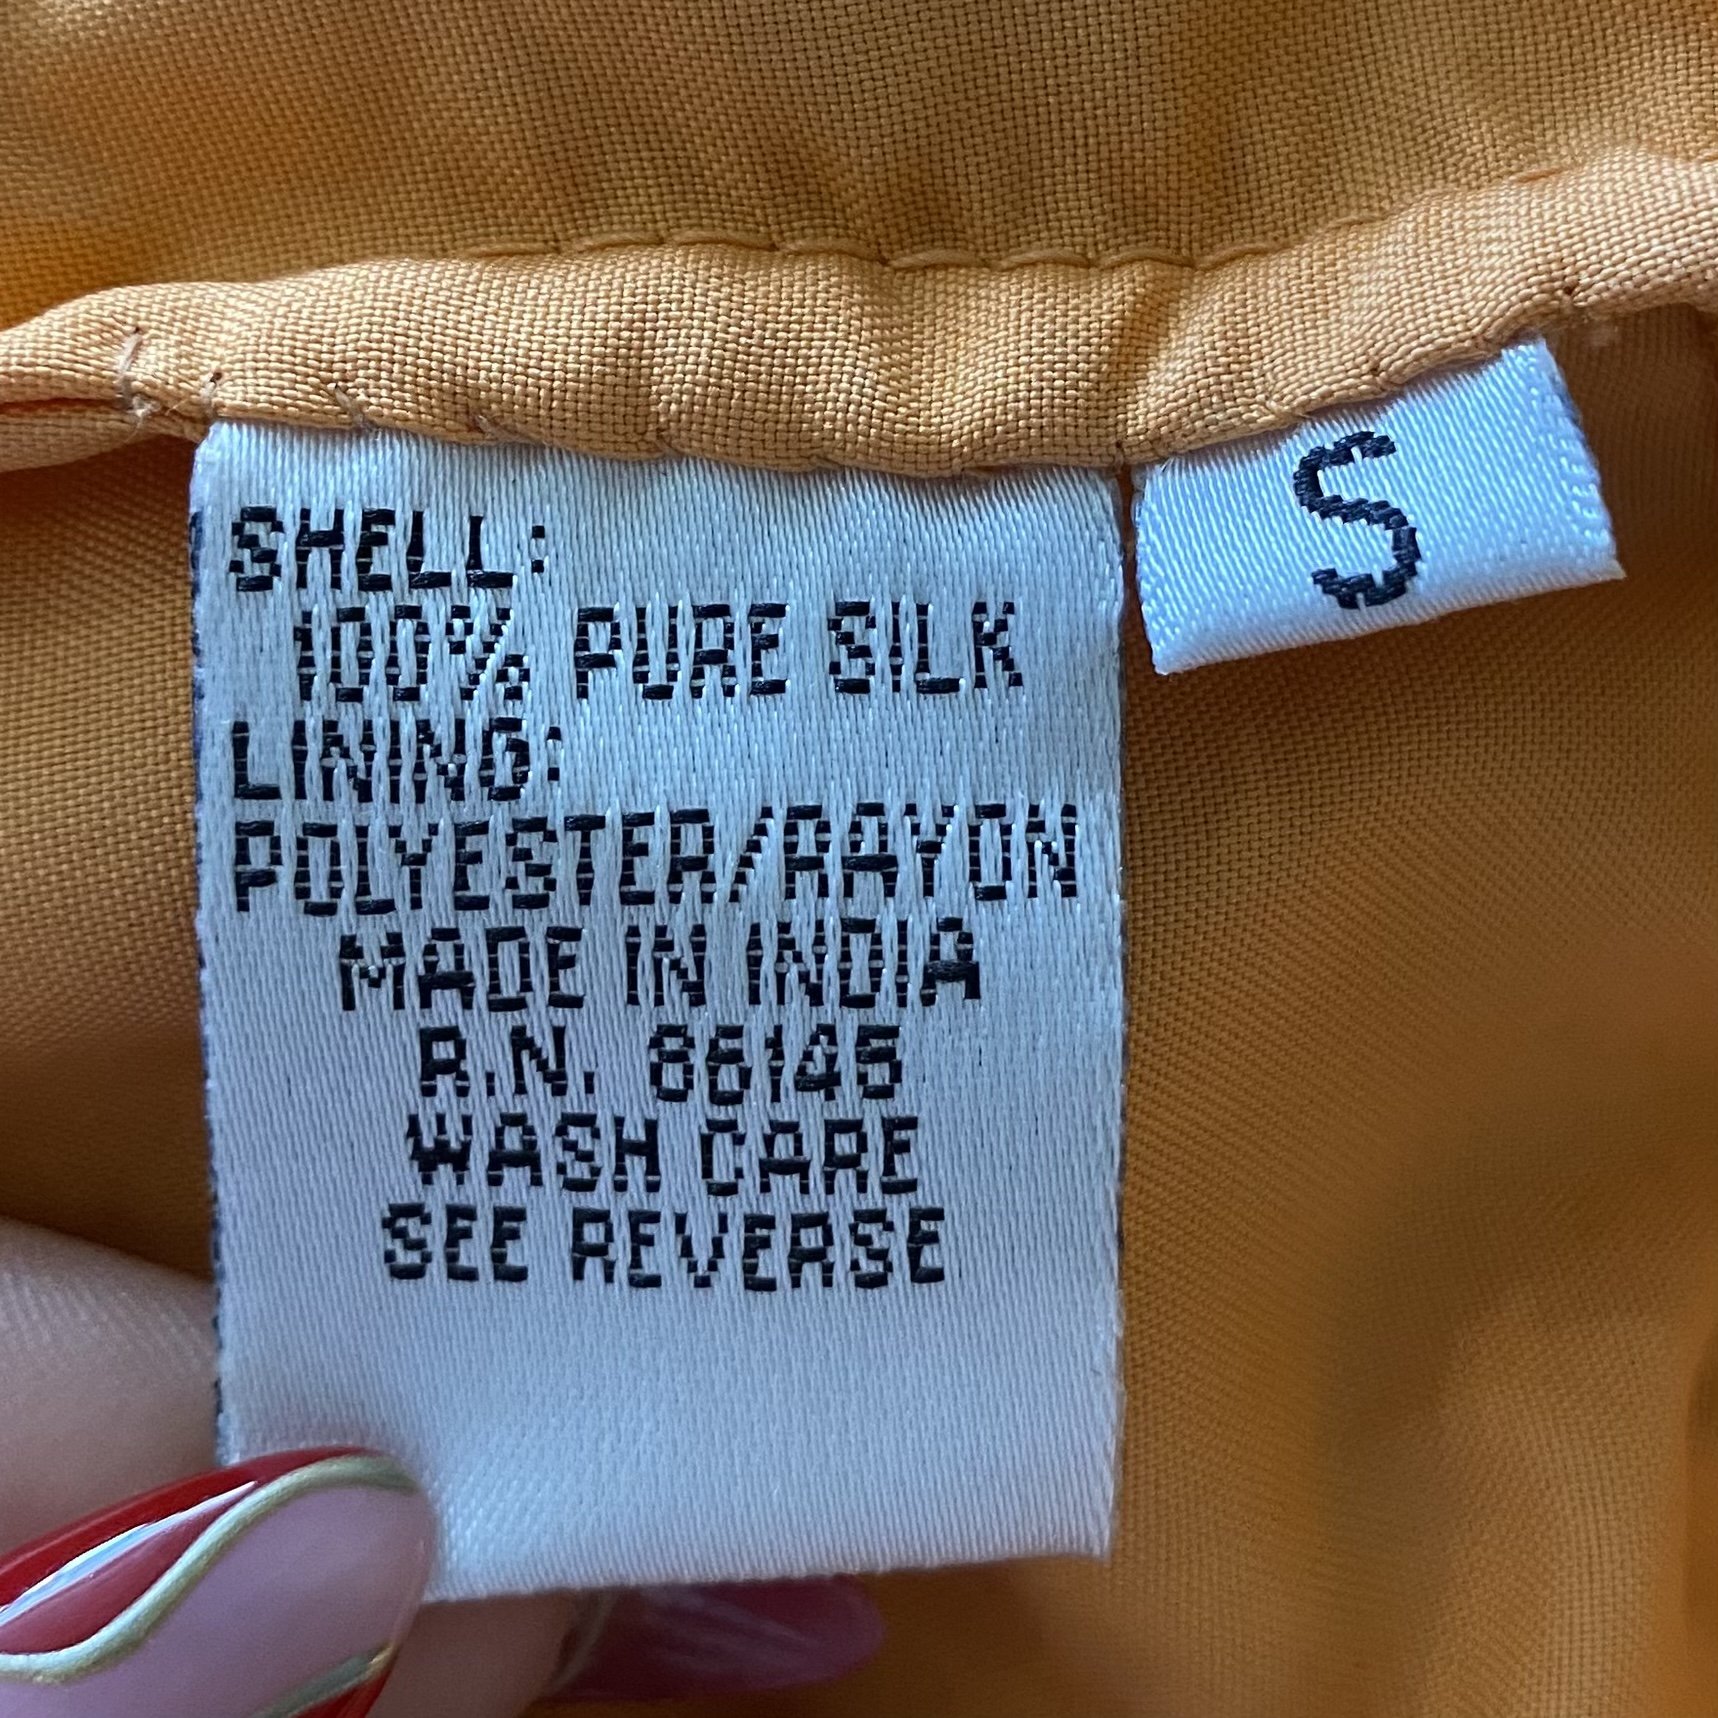 SHELL:
100% PURE SILK
LINING:
POLYESTER/RAYON
MADE IN INDIA
R.N. 66145
WASH CARE
SEE REVERSE
S